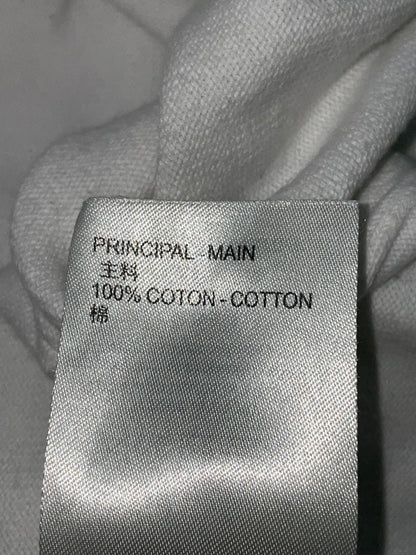 PRINCIPAL - MAIN
主料
100% COTON - COTTON
棉